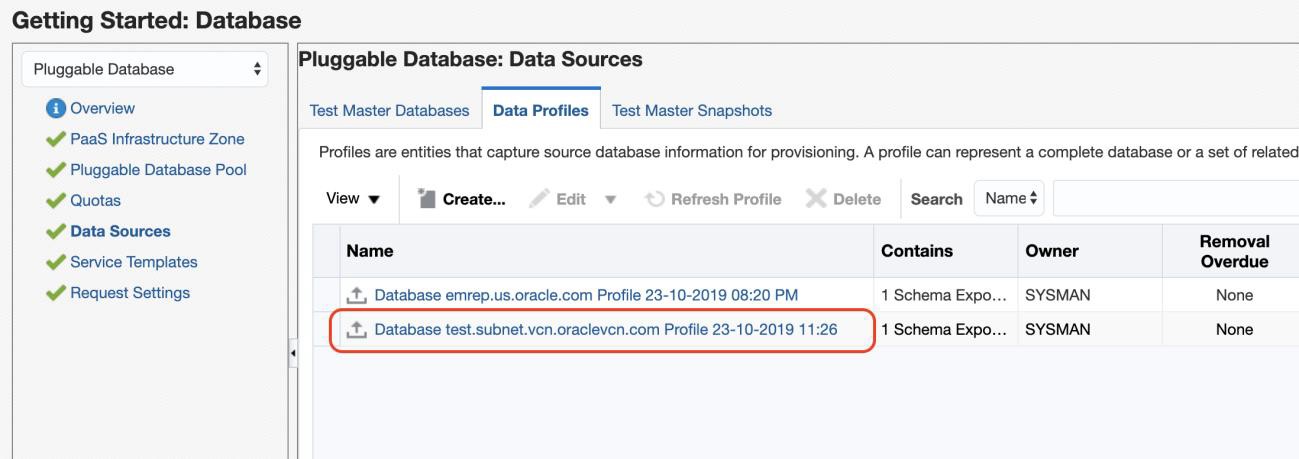 Getting Started: Database
Pluggable Database
Overview
PaaS Infrastructure Zone
Pluggable Database Pool
Quotas
Data Sources
Service Templates
Request Settings
Pluggable Database: Data Sources
Test Master Databases Data Profiles Test Master Snapshots
Profiles are entities that capture source database information for provisioning. A profile can represent a complete database or a set of related
View Create... Edit Refresh Profile Delete Search Name
Name Contains Owner Removal Overdue
Database emrep.us.oracle.com Profile 23-10-2019 08:20 PM 1 Schema Expo... SYSMAN None
Database test.subnet.vcn.oraclevcn.com Profile 23-10-2019 11:26 1 Schema Expo... SYSMAN None